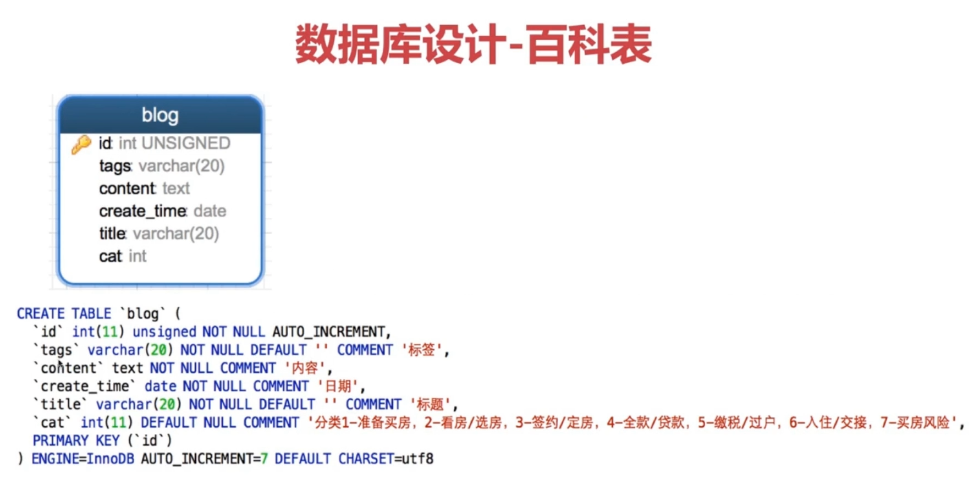 数据库设计-百科表
blog
id: int UNSIGNED
tags: varchar(20)
content: text
create_time: date
title: varchar(20)
cat: int
CREATE TABLE `blog` (
`id` int(11) unsigned NOT NULL AUTO_INCREMENT,
`tags` varchar(20) NOT NULL DEFAULT '' COMMENT '标签',
`content` text NOT NULL COMMENT '内容',
`create_time` date NOT NULL COMMENT '日期',
`title` varchar(20) NOT NULL DEFAULT '' COMMENT '标题',
`cat` int(11) DEFAULT NULL COMMENT '分类1-准备买房，2-看房/选房，3-签约/定房，4-全款/贷款，5-缴税/过户，6-入住/交接，7-买房风险',
PRIMARY KEY (`id`)
) ENGINE=InnoDB AUTO_INCREMENT=7 DEFAULT CHARSET=utf8